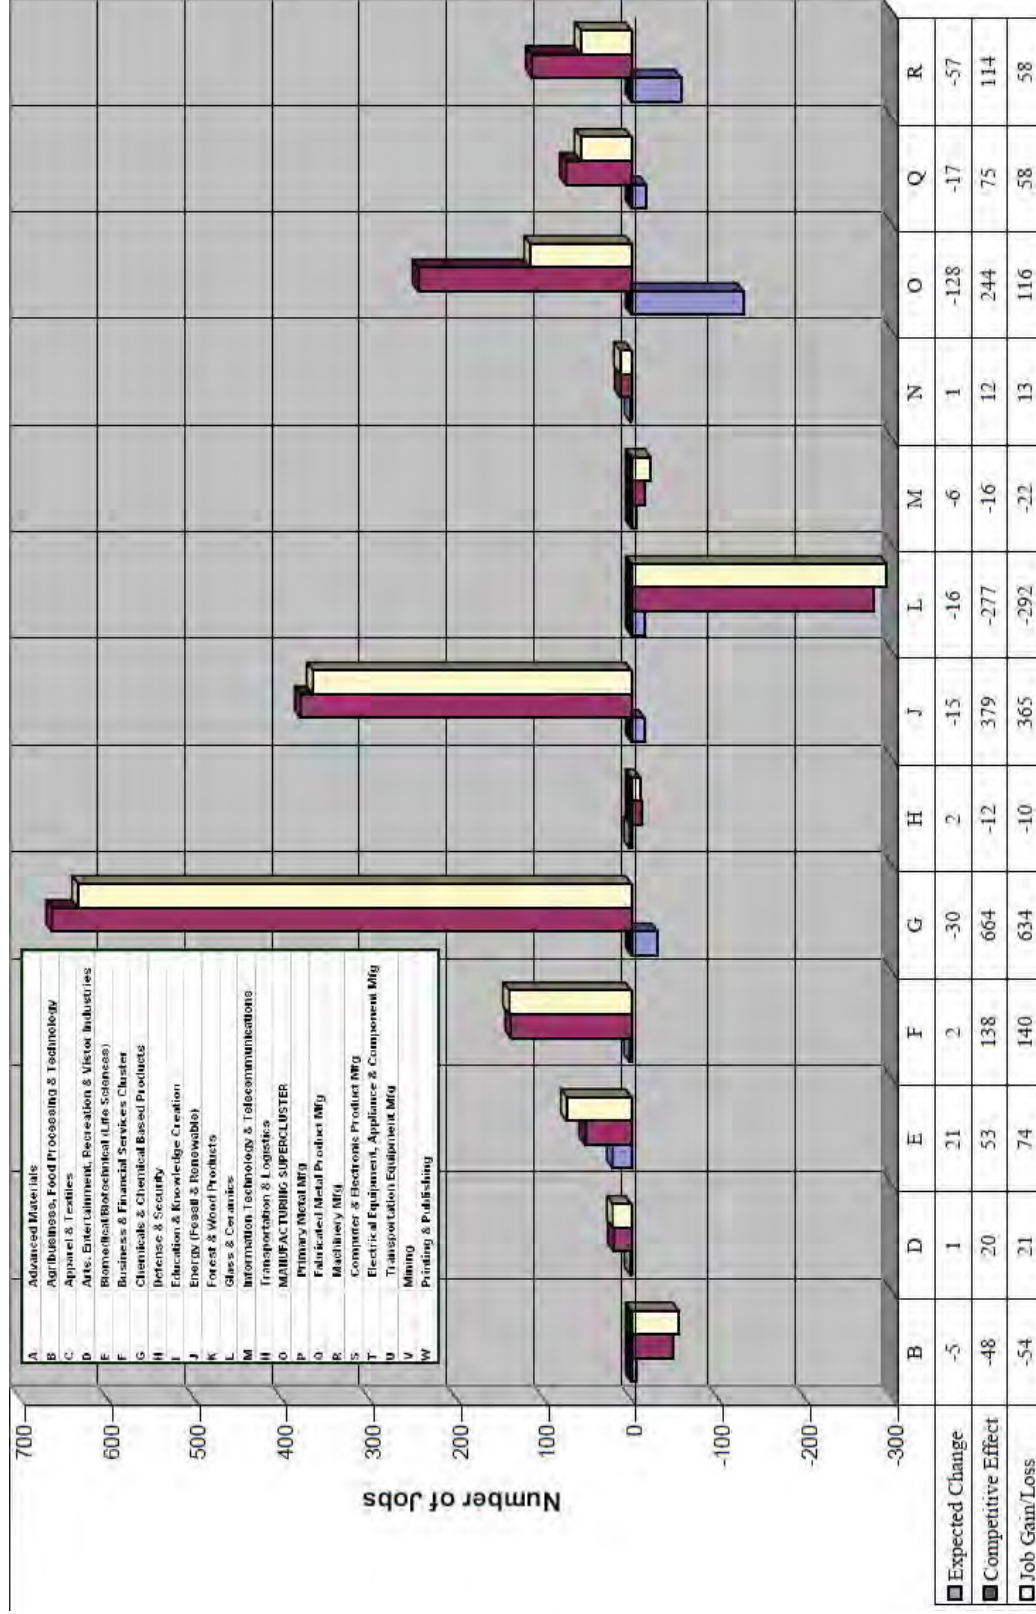 700
600
500
400
300
200
100
0
-100
-200
-300
Number of Jobs
A Advanced Materials
B Agribusiness, Food Processing & Technology
C Apparel & Textiles
D Arts, Entertainment, Recreation & Visitor Industries
E Biomedical/Biotechnical (Life Sciences)
F Business & Financial Services Cluster
G Chemicals & Chemical Based Products
H Defense & Security
I Education & Knowledge Creation
J Energy (Fossil & Renewable)
K Forest & Wood Products
L Glass & Ceramics
M Information Technology & Telecommunications
N Transportation & Logistics
O MANUFACTURING SUPERCLUSTER
P Primary Metal Mfg
Q Fabricated Metal Product Mfg
R Machinery Mfg
S Computer & Electronic Product Mfg
T Electrical Equipment, Appliance & Component Mfg
U Transportation Equipment Mfg
V Mining
W Printing & Publishing
B D E F G H J L M N O Q R
Expected Change -5 1 21 2 -30 2 -15 -16 -6 1 -128 -17 -57
Competitive Effect -48 20 53 138 664 -12 379 -277 -16 12 244 75 114
Job Gain/Loss -54 21 74 140 634 -10 365 -292 -22 13 116 58 58